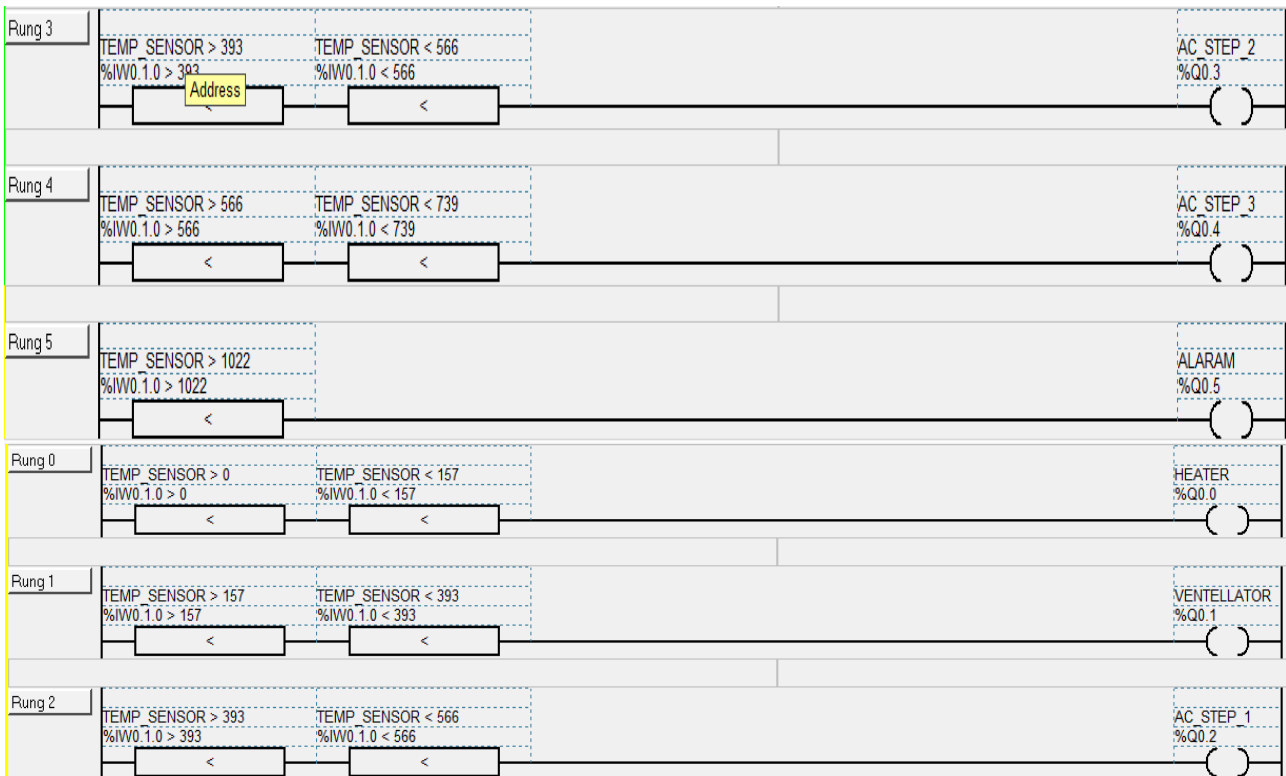 Rung 3
TEMP_SENSOR > 393 TEMP_SENSOR < 566 AC_STEP_2
%IW0.1.0 > 393 %IW0.1.0 < 566 %Q0.3
Address
< <
Rung 4
TEMP_SENSOR > 566 TEMP_SENSOR < 739 AC_STEP_3
%IW0.1.0 > 566 %IW0.1.0 < 739 %Q0.4
< <
Rung 5
TEMP_SENSOR > 1022 ALARAM
%IW0.1.0 > 1022 %Q0.5
<
Rung 0
TEMP_SENSOR > 0 TEMP_SENSOR < 157 HEATER
%IW0.1.0 > 0 %IW0.1.0 < 157 %Q0.0
< <
Rung 1
TEMP_SENSOR > 157 TEMP_SENSOR < 393 VENTELLATOR
%IW0.1.0 > 157 %IW0.1.0 < 393 %Q0.1
< <
Rung 2
TEMP_SENSOR > 393 TEMP_SENSOR < 566 AC_STEP_1
%IW0.1.0 > 393 %IW0.1.0 < 566 %Q0.2
< <